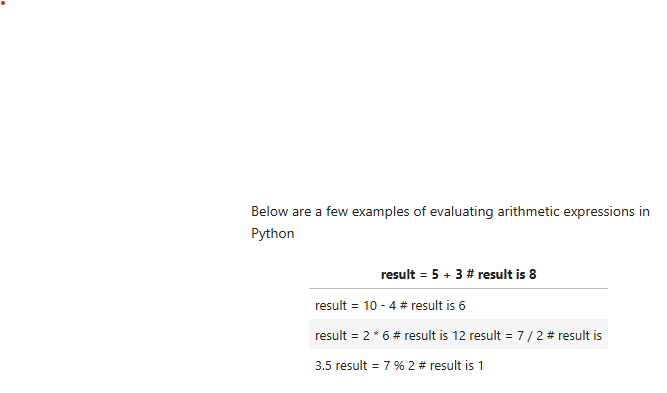 Below are a few examples of evaluating arithmetic expressions in
Python
result = 5 + 3 # result is 8
result = 10 - 4 # result is 6
result = 2 * 6 # result is 12 result = 7 / 2 # result is
3.5 result = 7 % 2 # result is 1